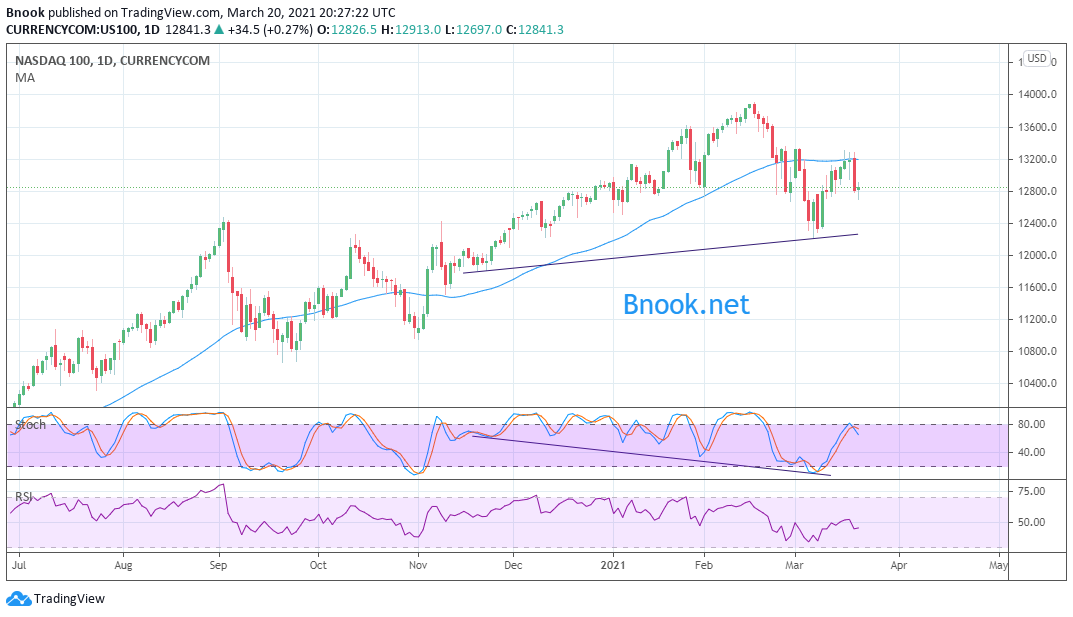 Bnook published on TradingView.com, March 20, 2021 20:27:22 UTC
CURRENCYCOM:US100, 1D 12841.3 ▲ +34.5 (+0.27%) O:12826.5 H:12913.0 L:12697.0 C:12841.3
NASDAQ 100, 1D, CURRENCYCOM
MA
USD
14000.0
13600.0
13200.0
12800.0
12400.0
12000.0
11600.0
11200.0
10800.0
10400.0
Bnook.net
Stoch
80.00
40.00
RSI
75.00
50.00
Jul Aug Sep Oct Nov Dec 2021 Feb Mar Apr May
TradingView